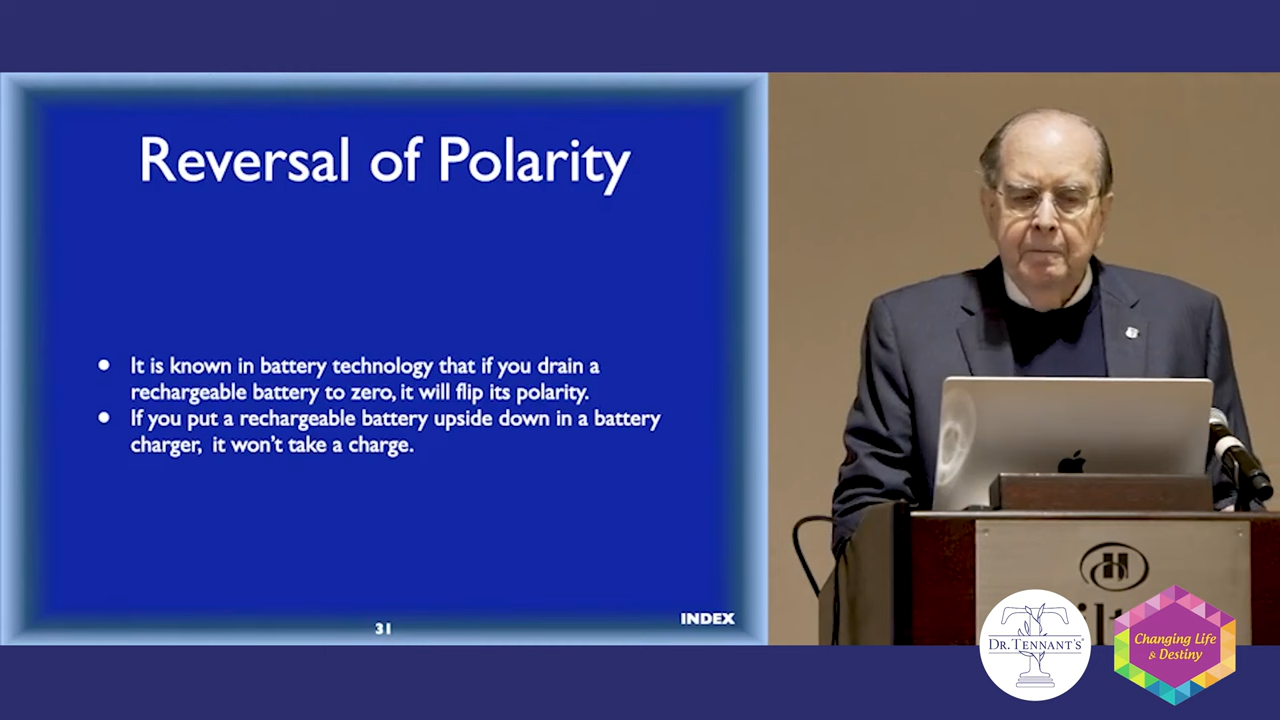 Reversal of Polarity
● It is known in battery technology that if you drain a
rechargeable battery to zero, it will flip its polarity.
● If you put a rechargeable battery upside down in a battery
charger, it won't take a charge.
31
INDEX
DR. TENNANT'S®
Changing Life
& Destiny